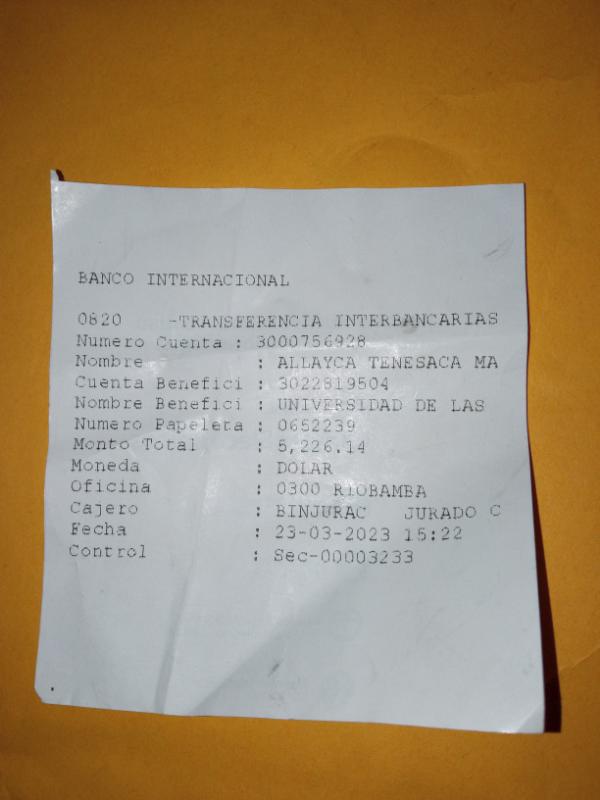 BANCO INTERNACIONAL
0820 -TRANSFERENCIA INTERBANCARIAS
Numero Cuenta : 3000756928
Nombre : ALLAYCA TENESACA MA
Cuenta Benefici : 3022819504
Nombre Benefici : UNIVERSIDAD DE LAS
Numero Papeleta : 0652239
Monto Total : 5,226.14
Moneda : DOLAR
Oficina : 0300 RIOBAMBA
Cajero : BINJURAC JURADO C
Fecha : 23-03-2023 15:22
Control : Sec-00003233